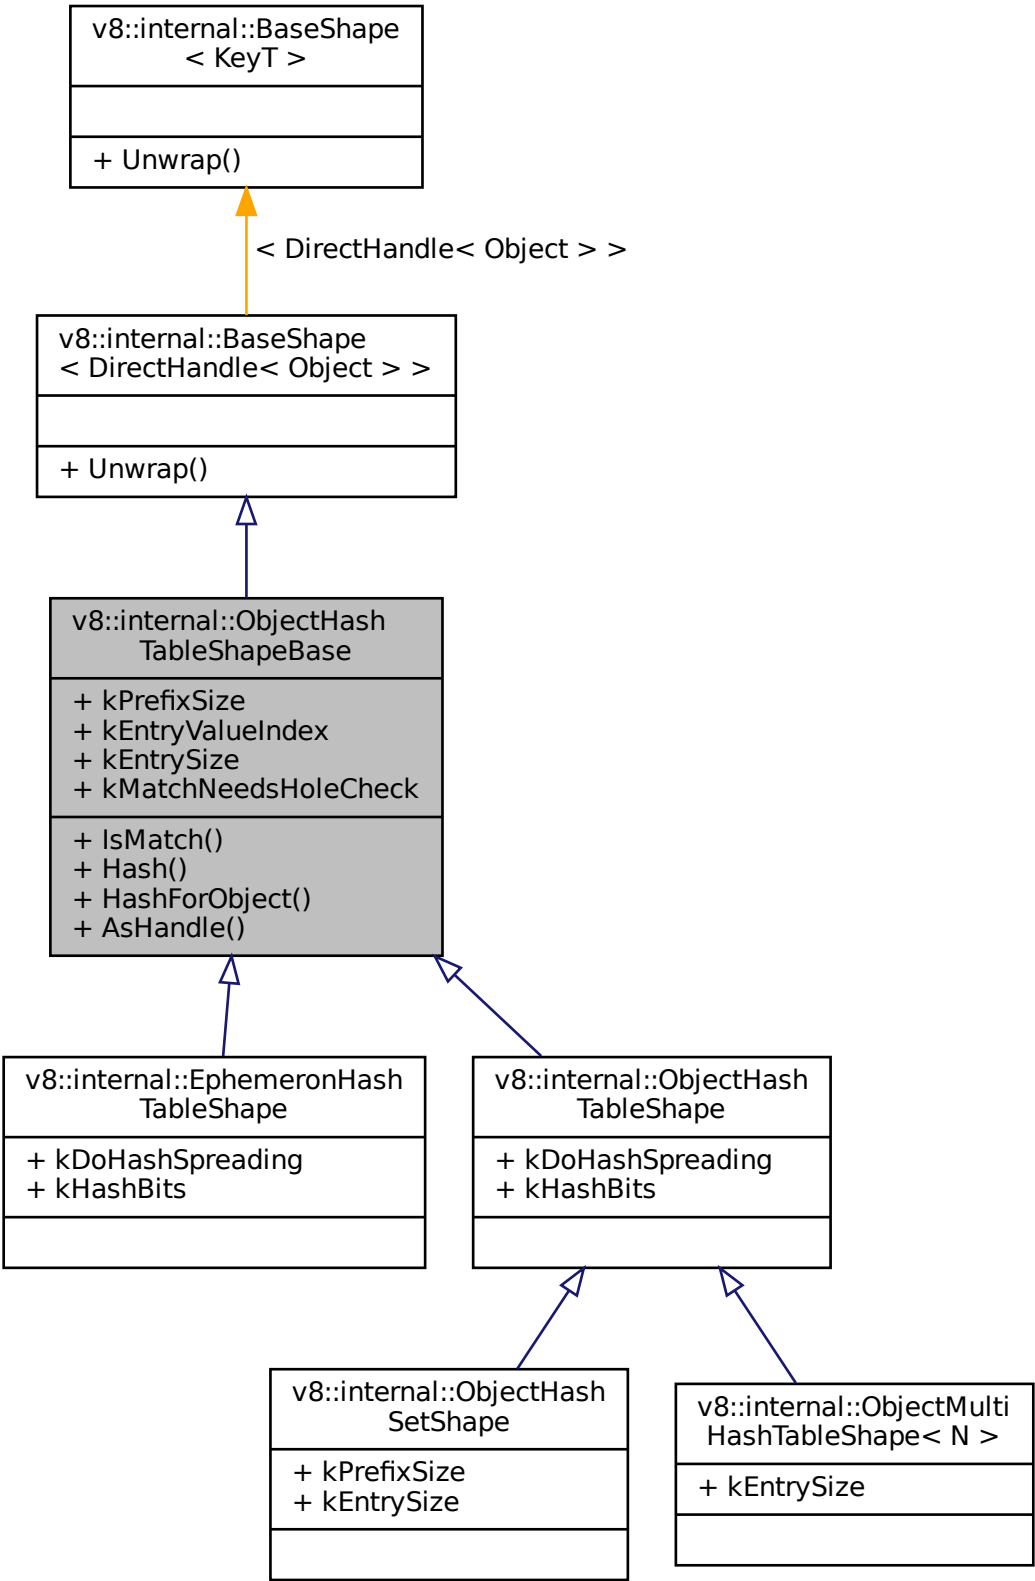 v8::internal::BaseShape
< KeyT >
+ Unwrap()
< DirectHandle< Object > >
v8::internal::BaseShape
< DirectHandle< Object > >
+ Unwrap()
v8::internal::ObjectHash
TableShapeBase
+ kPrefixSize
+ kEntryValueIndex
+ kEntrySize
+ kMatchNeedsHoleCheck
+ IsMatch()
+ Hash()
+ HashForObject()
+ AsHandle()
v8::internal::EphemeronHash
TableShape
+ kDoHashSpreading
+ kHashBits
v8::internal::ObjectHash
TableShape
+ kDoHashSpreading
+ kHashBits
v8::internal::ObjectHash
SetShape
+ kPrefixSize
+ kEntrySize
v8::internal::ObjectMulti
HashTableShape< N >
+ kEntrySize